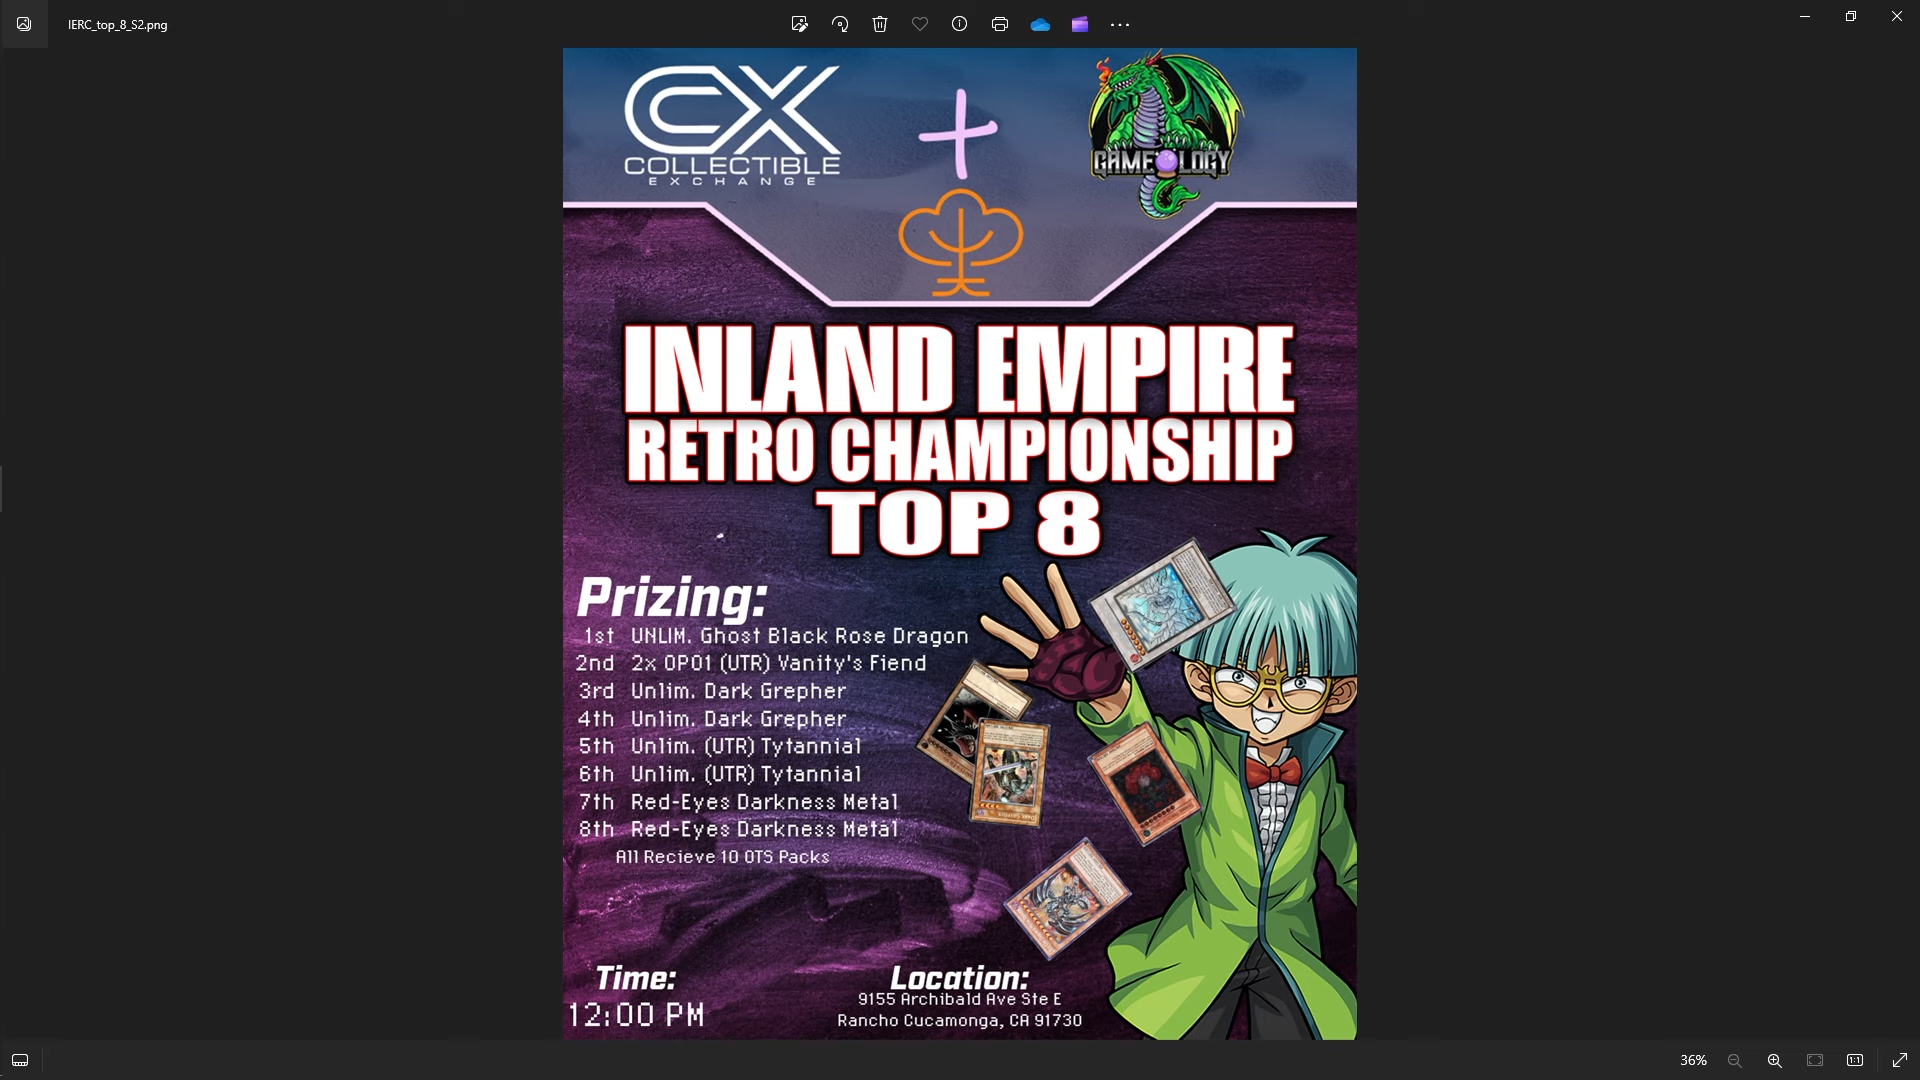 IERC_top_8_S2.png
CX
COLLECTIBLE
EXCHANGE
GAMEOLOGY
INLAND EMPIRE
RETRO CHAMPIONSHIP
TOP 8
Prizing:
1st UNLIM. Ghost Black Rose Dragon
2nd 2x OP01 (UTR) Vanity's Fiend
3rd Unlim. Dark Grepher
4th Unlim. Dark Grepher
5th Unlim. (UTR) Tytannial
6th Unlim. (UTR) Tytannial
7th Red-Eyes Darkness Metal
8th Red-Eyes Darkness Metal
All Recieve 10 OTS Packs
Time:
12:00 PM
Location:
9155 Archibald Ave Ste E
Rancho Cucamonga, CA 91730
36%
1:1